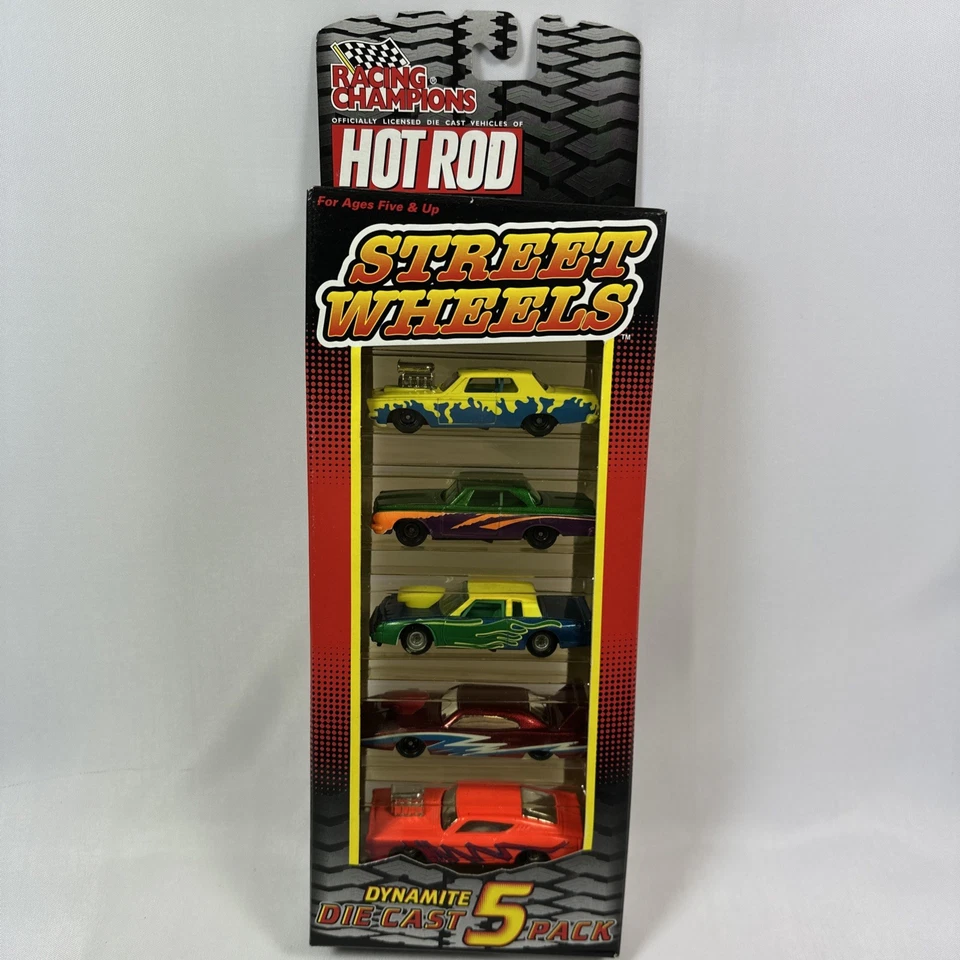 RACING
CHAMPIONS®
OFFICIALLY LICENSED DIE CAST VEHICLES OF
HOT ROD
For Ages Five & Up
STREET
WHEELS™
DYNAMITE
DIE CAST 5 PACK